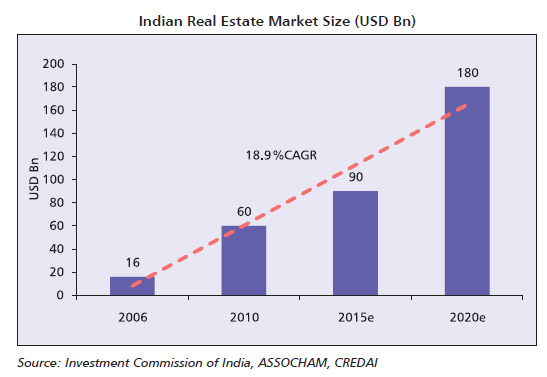 Indian Real Estate Market Size (USD Bn)
200
180
160
140
120
100
80
60
40
20
0
USD Bn
16
60
90
180
18.9%CAGR
2006
2010
2015e
2020e
Source: Investment Commission of India, ASSOCHAM, CREDAI